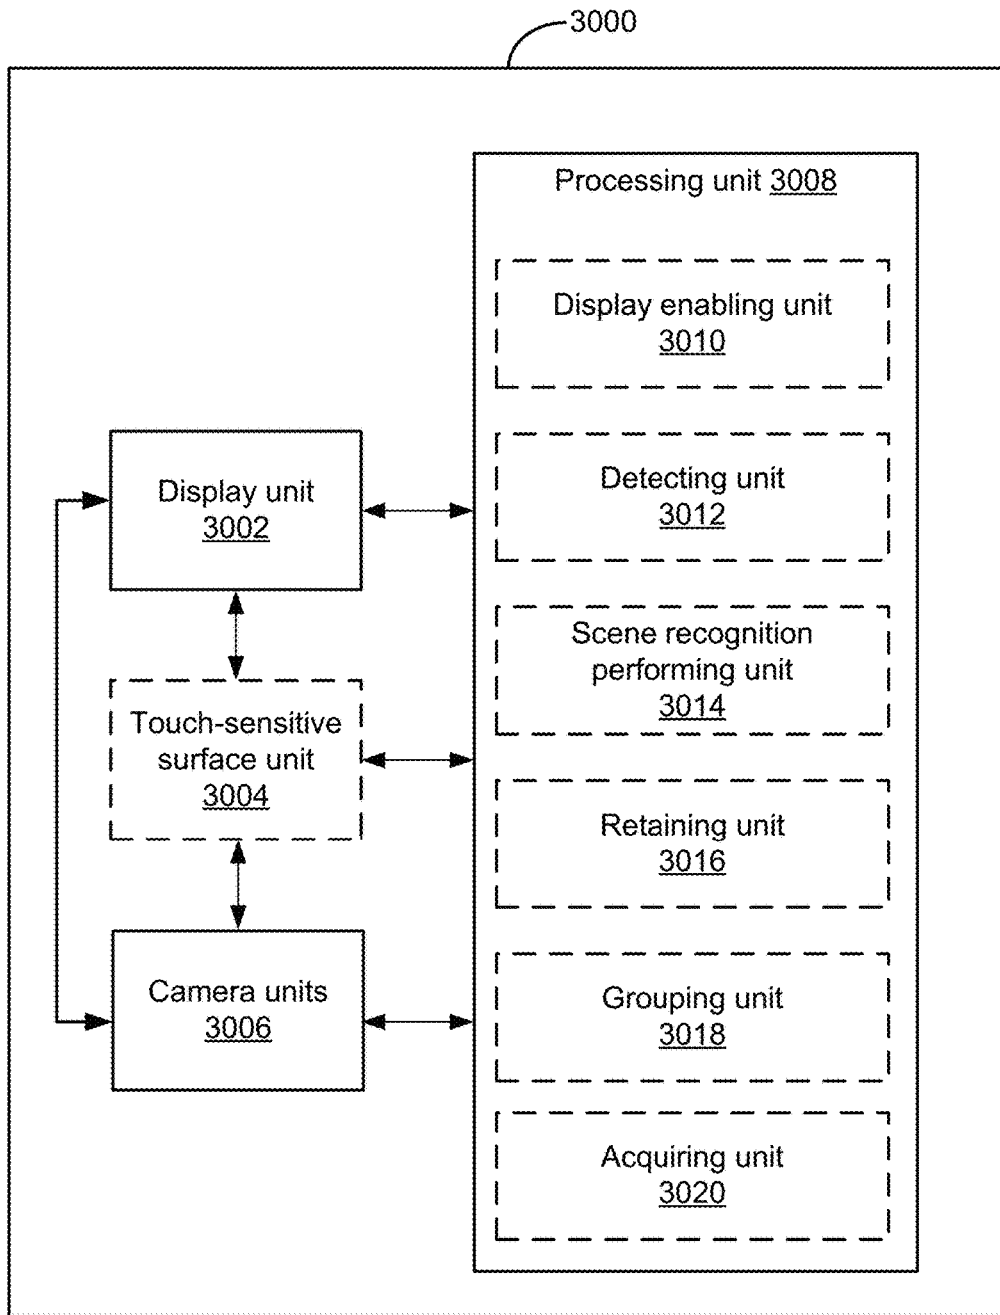 3000
Processing unit 3008
Display enabling unit
3010
Display unit
3002
Detecting unit
3012
Scene recognition
performing unit
3014
Touch-sensitive
surface unit
3004
Retaining unit
3016
Camera units
3006
Grouping unit
3018
Acquiring unit
3020